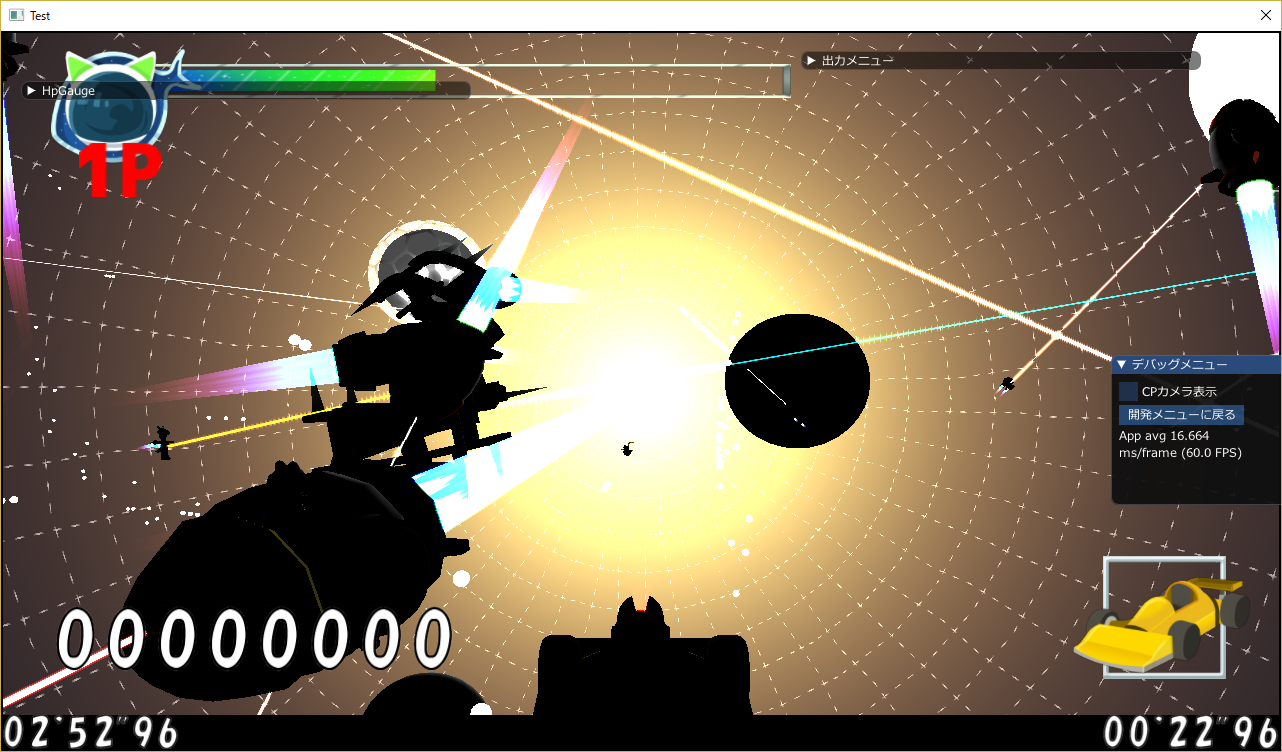 Test
出力メニュー
HpGauge
1P
デバッグメニュー
CPカメラ表示
開発メニューに戻る
App avg 16.664
ms/frame (60.0 FPS)
00000000
02'52"96
00'22"96